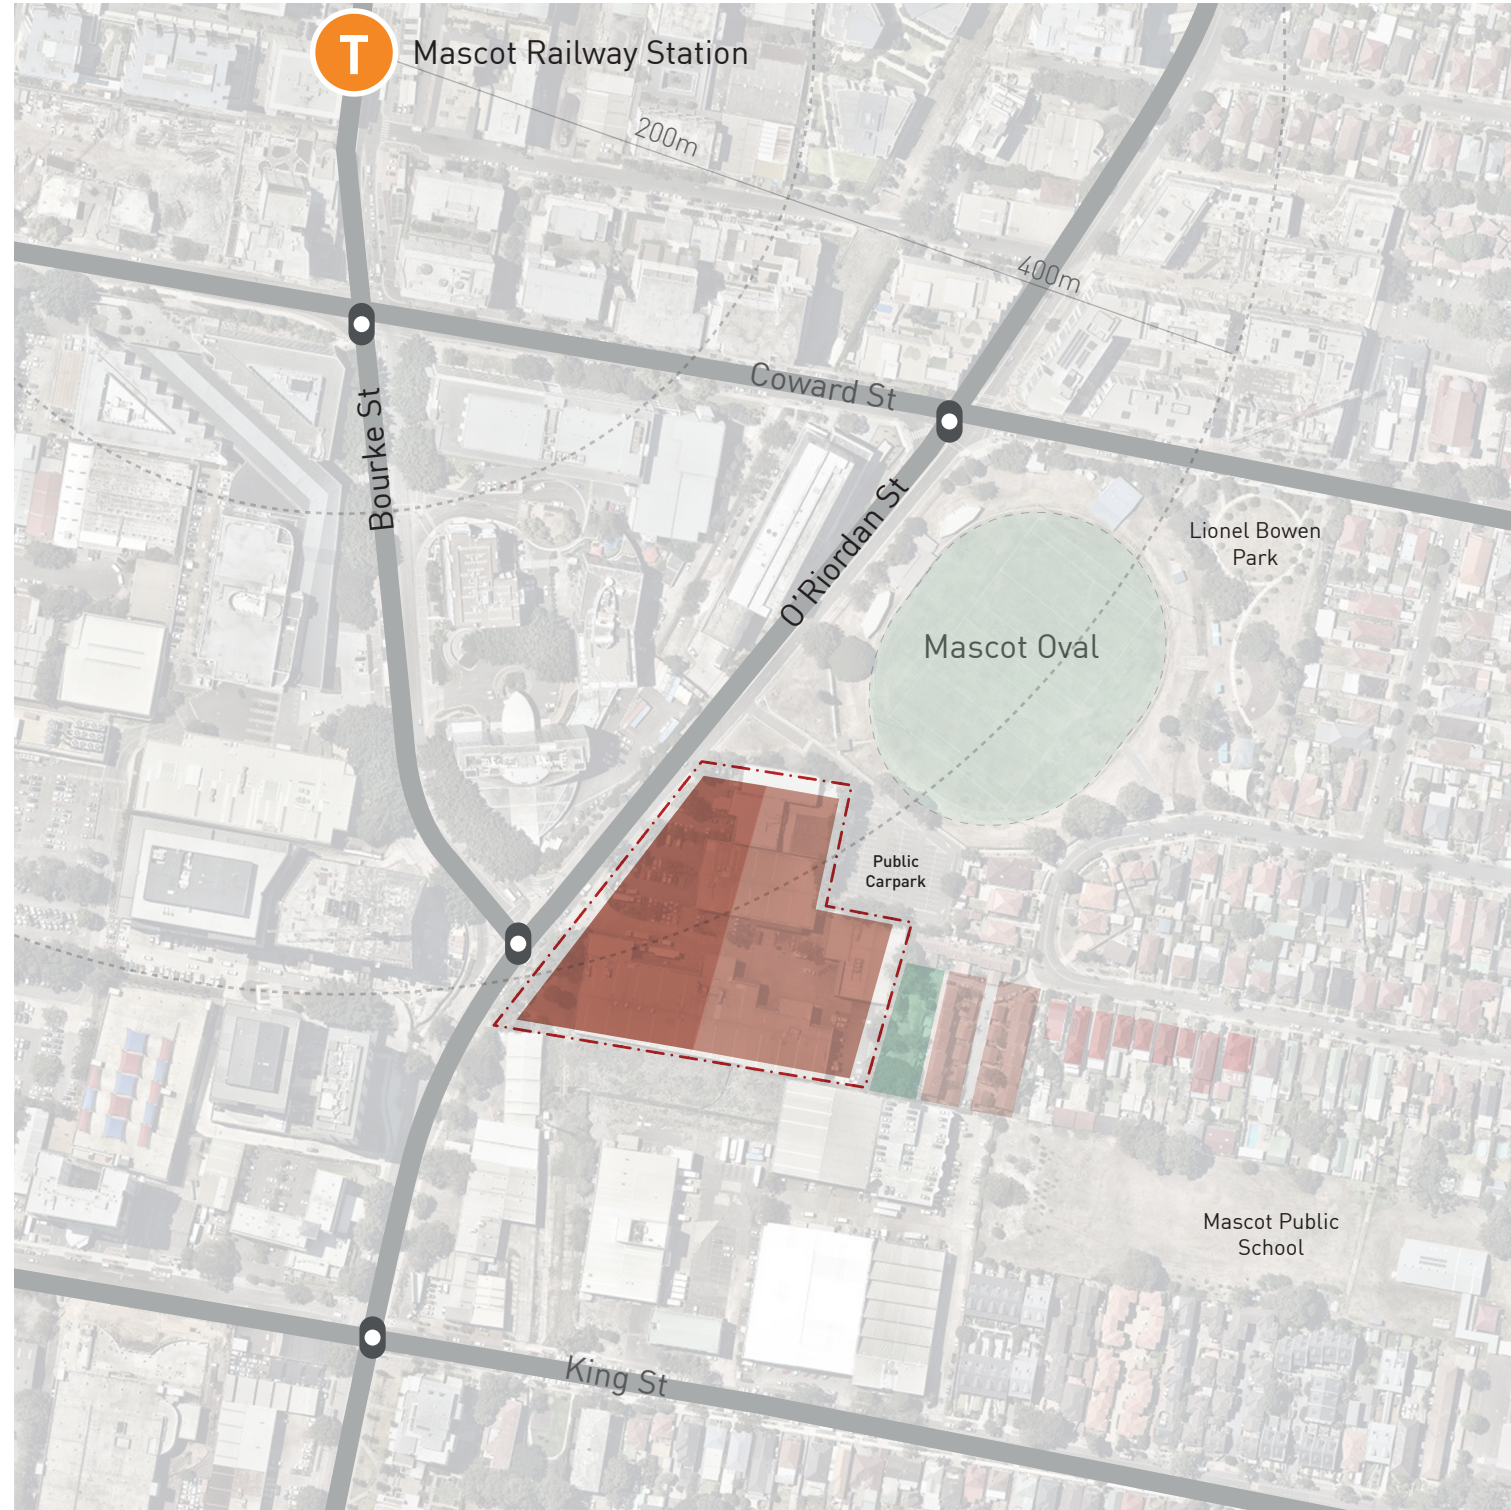 T
Mascot Railway Station
200m
400m
Coward St
Bourke St
O'Riordan St
Lionel Bowen
Park
Mascot Oval
Public
Carpark
Mascot Public
School
King St